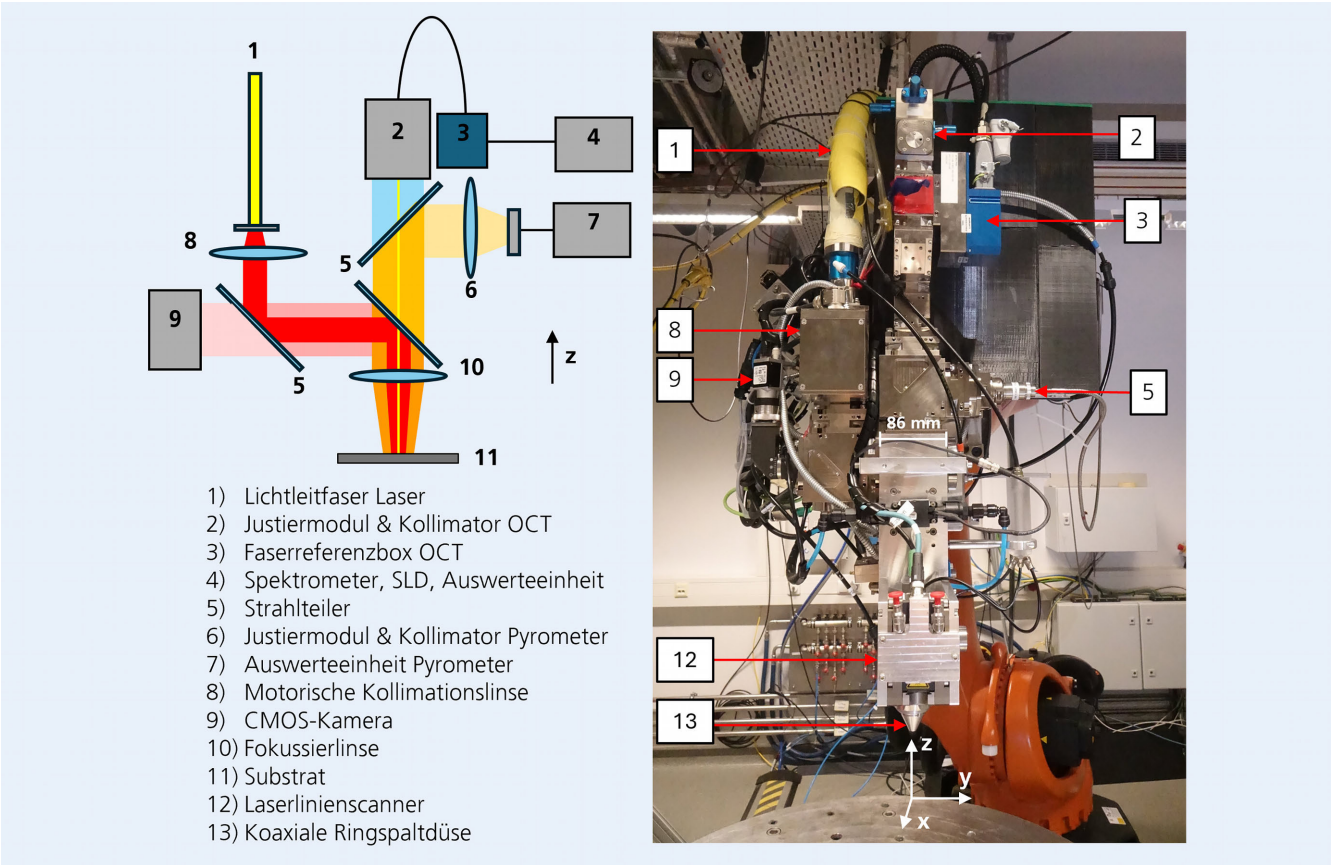 1
2
3
4
7
8
5
6
9
10
z
5
11
1) Lichtleitfaser Laser
2) Justiermodul & Kollimator OCT
3) Faserreferenzbox OCT
4) Spektrometer, SLD, Auswerteeinheit
5) Strahlteiler
6) Justiermodul & Kollimator Pyrometer
7) Auswerteeinheit Pyrometer
8) Motorische Kollimationslinse
9) CMOS-Kamera
10) Fokussierlinse
11) Substrat
12) Laserlinienscanner
13) Koaxiale Ringspaltdüse
1
2
3
8
9
5
86 mm
12
13
z
y
x